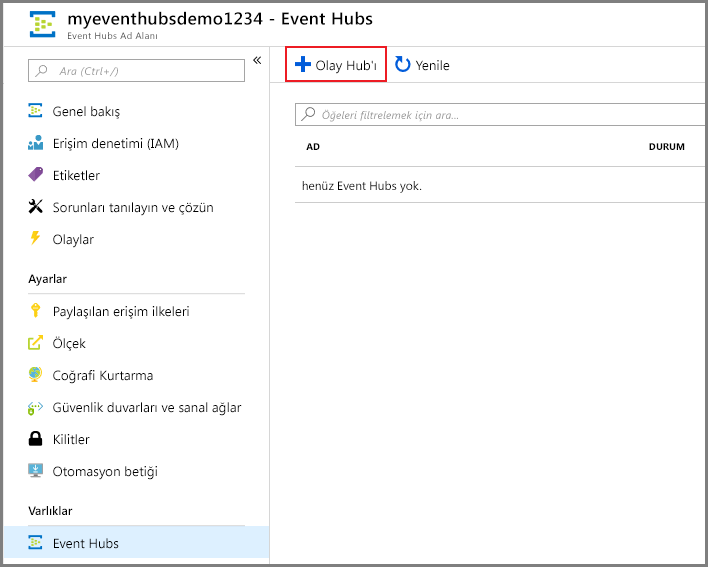 myeventhubsdemo1234 - Event Hubs
Event Hubs Ad Alanı
Ara (Ctrl+/)
«
Genel bakış
Erişim denetimi (IAM)
Etiketler
Sorunları tanılayın ve çözün
Olaylar
Ayarlar
Paylaşılan erişim ilkeleri
Ölçek
Coğrafi Kurtarma
Güvenlik duvarları ve sanal ağlar
Kilitler
Otomasyon betiği
Varlıklar
Event Hubs
Olay Hub'ı Yenile
Öğeleri filtrelemek için ara...
AD DURUM
henüz Event Hubs yok.